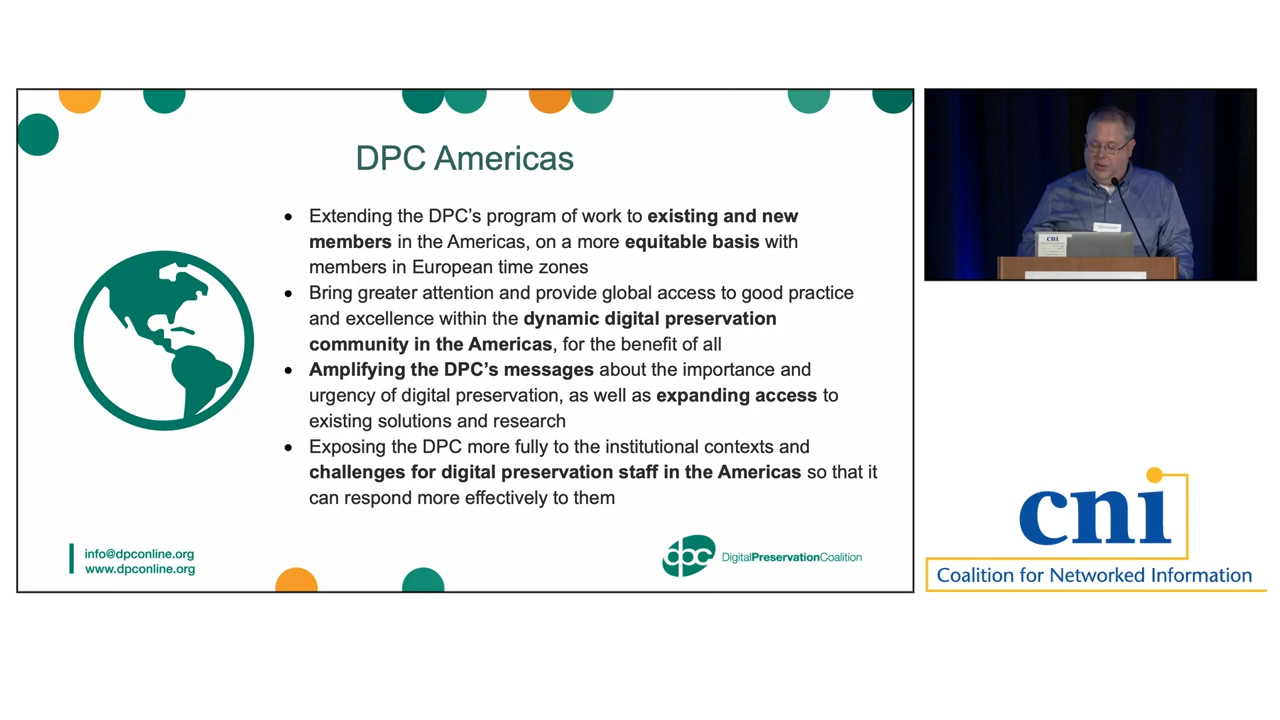 DPC Americas
● Extending the DPC’s program of work to existing and new
members in the Americas, on a more equitable basis with
members in European time zones
● Bring greater attention and provide global access to good practice
and excellence within the dynamic digital preservation
community in the Americas, for the benefit of all
● Amplifying the DPC’s messages about the importance and
urgency of digital preservation, as well as expanding access to
existing solutions and research
● Exposing the DPC more fully to the institutional contexts and
challenges for digital preservation staff in the Americas so that it
can respond more effectively to them
info@dpconline.org
www.dpconline.org
dpc DigitalPreservationCoalition
cni
cni
Coalition for Networked Information